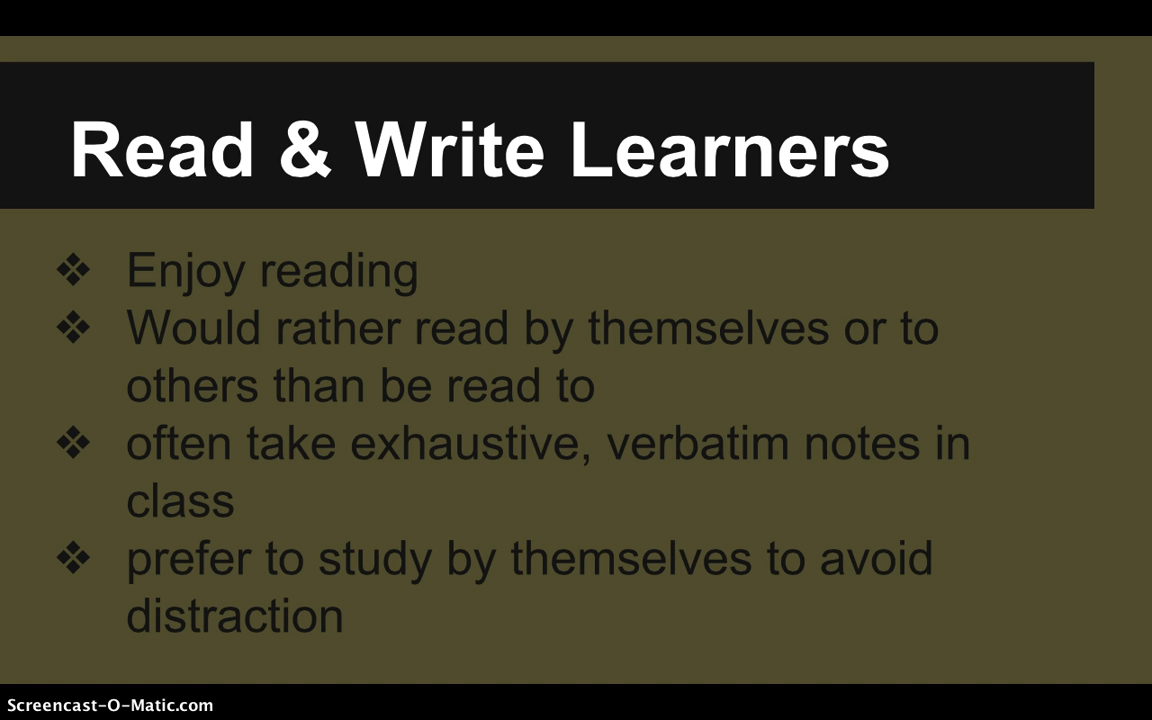 Read & Write Learners
❖ Enjoy reading
❖ Would rather read by themselves or to
others than be read to
❖ often take exhaustive, verbatim notes in
class
❖ prefer to study by themselves to avoid
distraction
Screencast-O-Matic.com